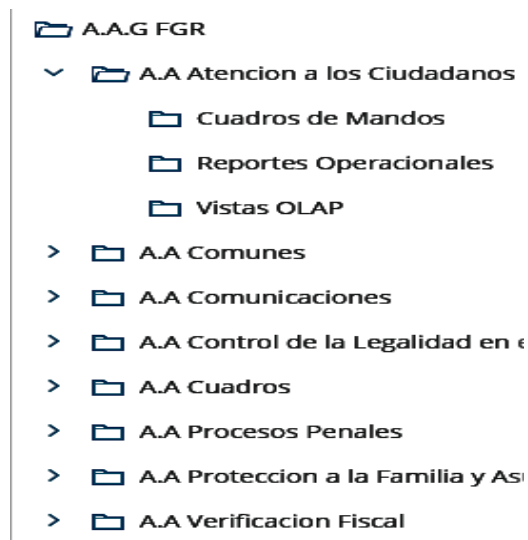 A.A.G FGR
A.A Atencion a los Ciudadanos
Cuadros de Mandos
Reportes Operacionales
Vistas OLAP
A.A Comunes
A.A Comunicaciones
A.A Control de la Legalidad en
A.A Cuadros
A.A Procesos Penales
A.A Proteccion a la Familia y
A.A Verificacion Fiscal